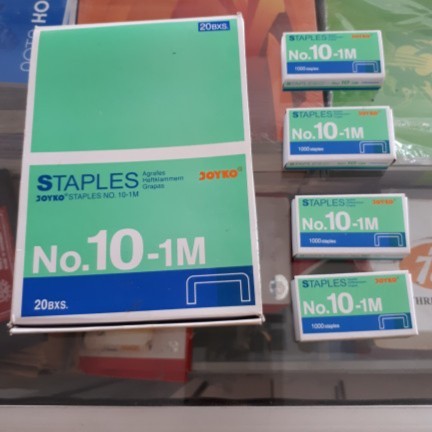 20BXS.
STAPLES Agrafes
Heftklammern
Grapas
JOYKO
JOYKO STAPLES NO. 10-1M
No.10-1M
20BXS.
STAPLES JOYKO
No.10-1M
1000staples
STAPLES JOYKO
No.10-1M
1000staples
STAPLES JOYKO
No.10-1M
1000staples
STAPLES JOYKO
No.10-1M
1000staples